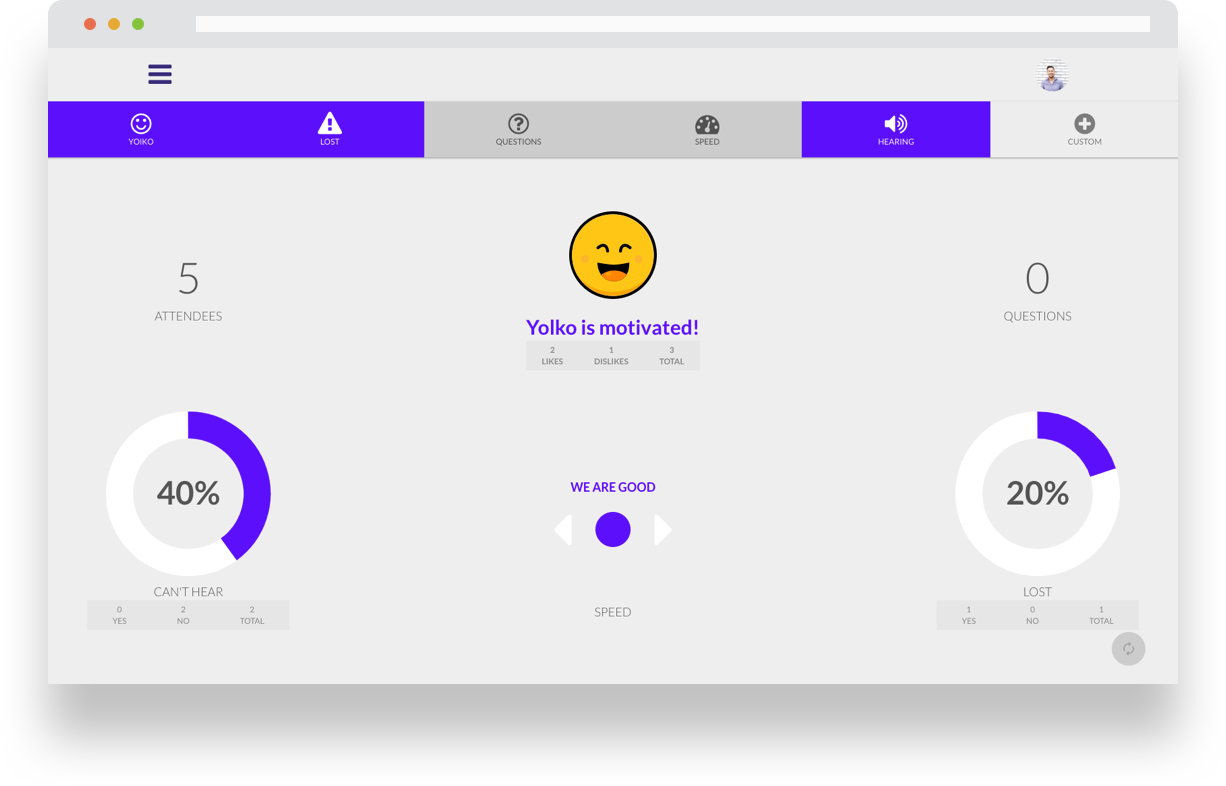 YOIKO
LOST
QUESTIONS
SPEED
HEARING
CUSTOM
5
ATTENDEES
Yolko is motivated!
2 1 3
LIKES DISLIKES TOTAL
0
QUESTIONS
40%
CAN'T HEAR
0 2 2
YES NO TOTAL
WE ARE GOOD
SPEED
20%
LOST
1 0 1
YES NO TOTAL